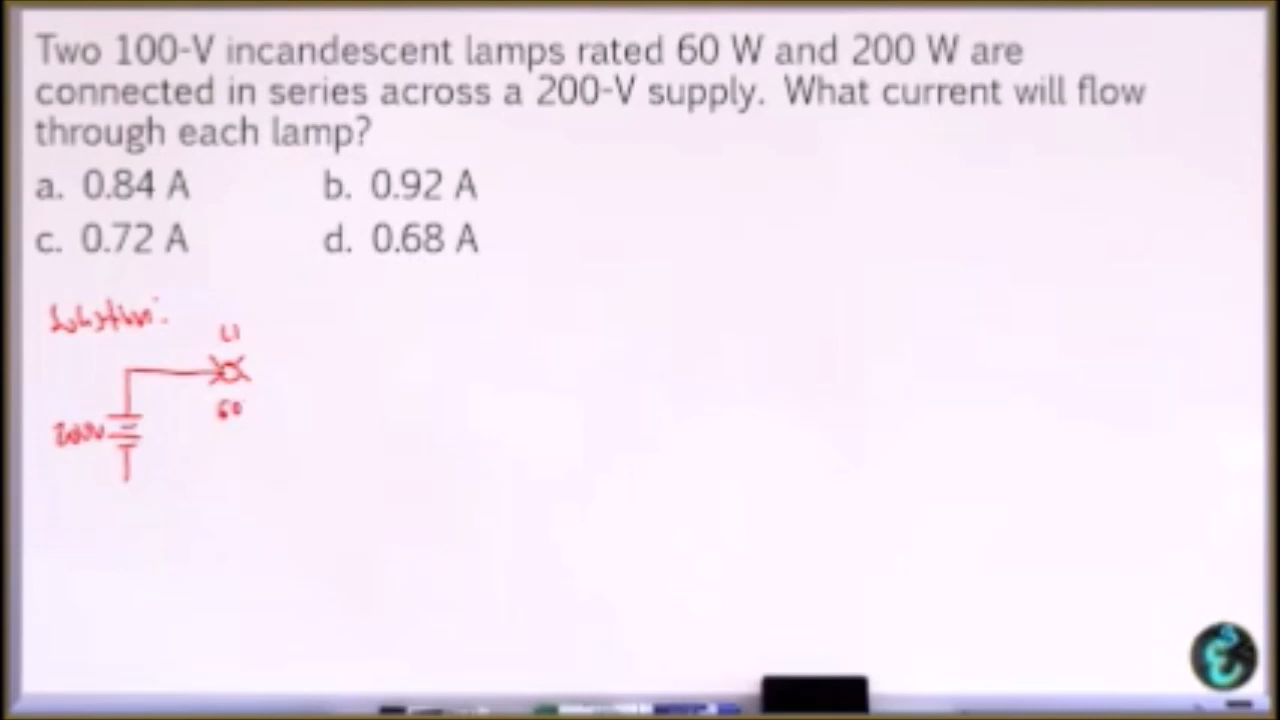 Two 100-V incandescent lamps rated 60 W and 200 W are
connected in series across a 200-V supply. What current will flow
through each lamp?
a. 0.84 A b. 0.92 A
c. 0.72 A d. 0.68 A
Solution:
L1
60
200V